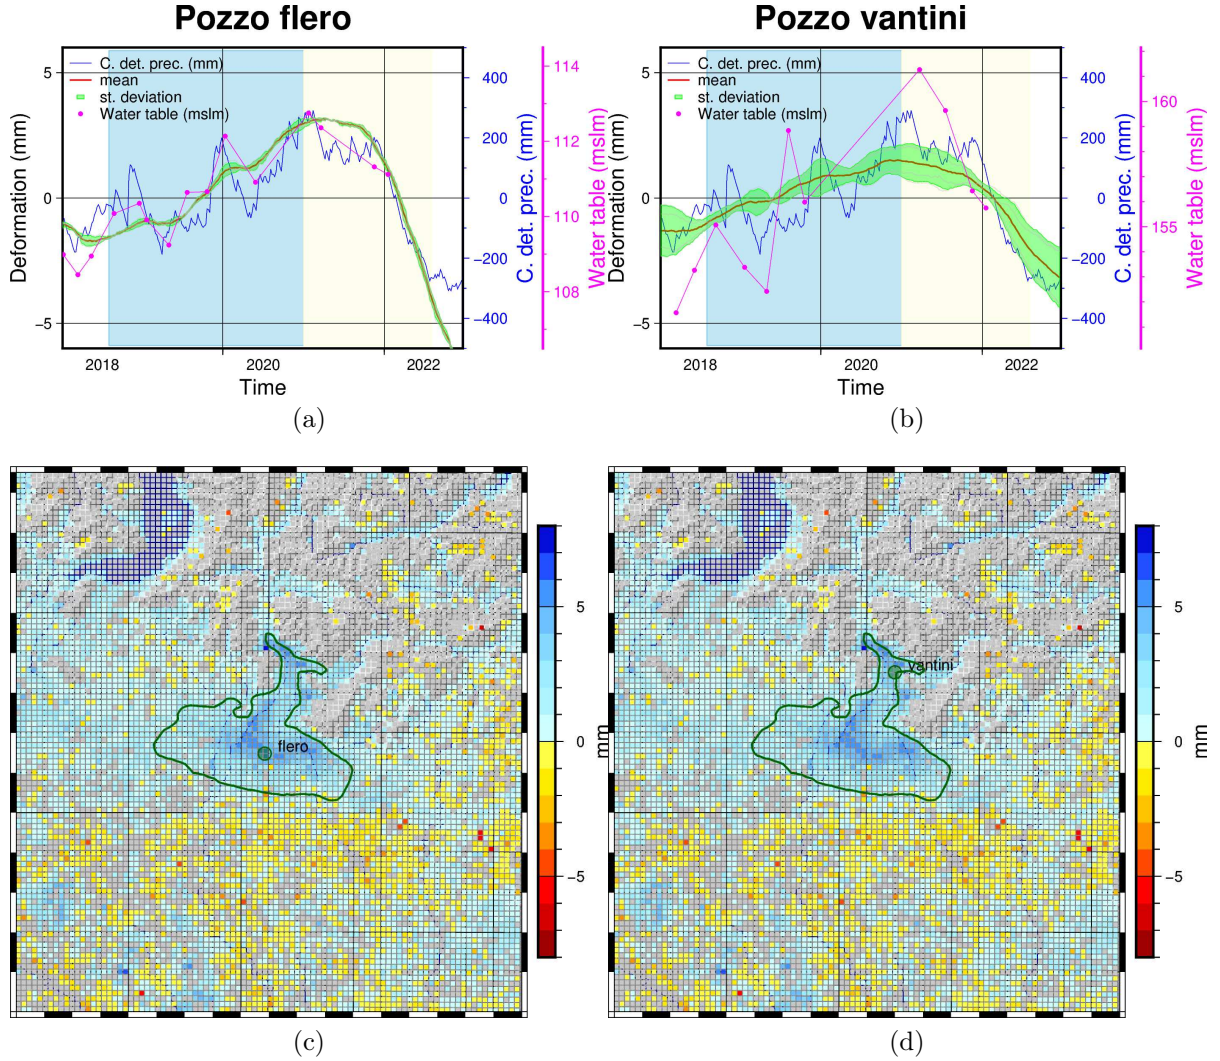 Pozzo flero
Pozzo vantini
C. det. prec. (mm)
mean
st. deviation
Water table (mslm)
5
0
−5
Deformation (mm)
400
200
0
−200
−400
C. det. prec. (mm)
114
112
110
108
Water table (mslm)
2018
2020
2022
Time
(a)
C. det. prec. (mm)
mean
st. deviation
Water table (mslm)
5
0
−5
Deformation (mm)
400
200
0
−200
−400
C. det. prec. (mm)
160
155
Water table (mslm)
2018
2020
2022
Time
(b)
flero
5
0
−5
mm
(c)
vantini
5
0
−5
mm
(d)